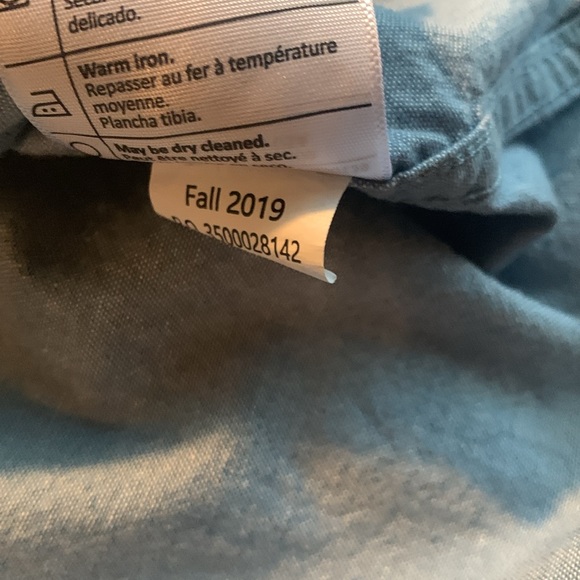 delicado.
Warm iron.
Repasser au fer à température
moyenne.
Plancha tibia.
May be dry cleaned.
Peut être nettoyé à sec.
Fall 2019
P.O. 3500028142